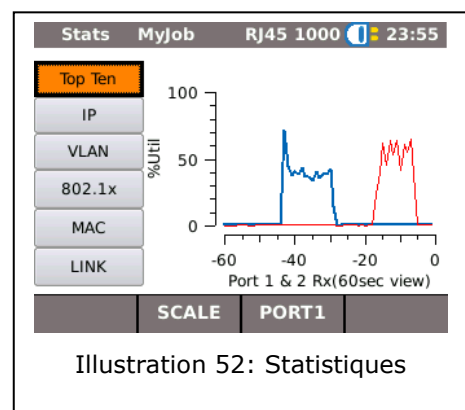 Stats MyJob RJ45 1000 23:55
Top Ten
IP
VLAN
802.1x
MAC
LINK
%Util
100
50
0
-60 -40 -20 0
Port 1 & 2 Rx(60sec view)
SCALE PORT1
Illustration 52: Statistiques